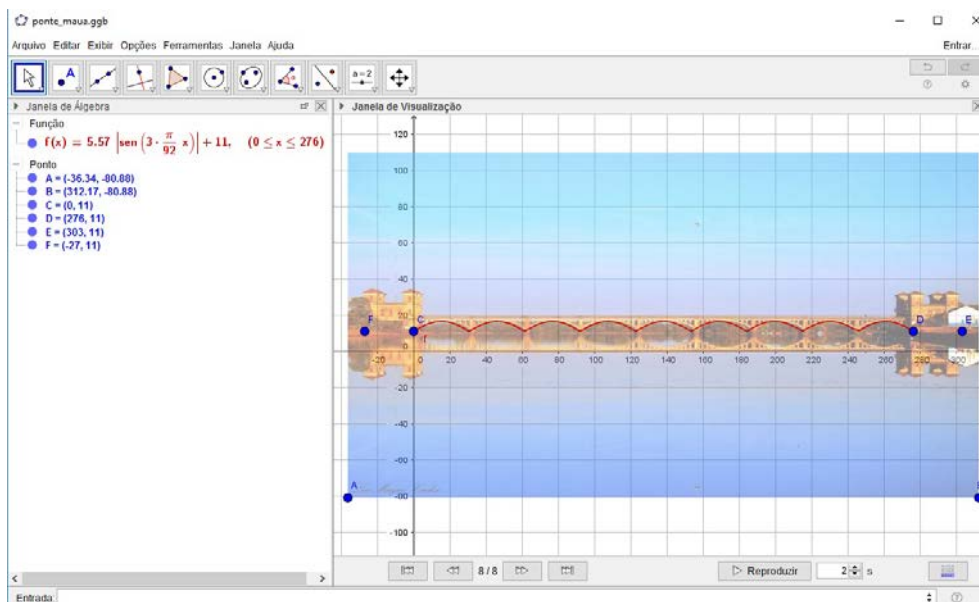 ponte_maua.ggb
Arquivo Editar Exibir Opções Ferramentas Janela Ajuda
Entrar...
A
a=2
Janela de Álgebra
Janela de Visualização
Função
f(x) = 5.57 |sen (3 · π/92 x)| + 11, (0 ≤ x ≤ 276)
Ponto
A = (-36.34, -80.88)
B = (312.17, -80.88)
C = (0, 11)
D = (276, 11)
E = (303, 11)
F = (-27, 11)
120
100
80
60
40
20
F C D E
f
-20 0 20 40 60 80 100 120 140 160 180 200 220 240 260 280 300
-20
-40
-60
A
-80
-100
8 / 8
Reproduzir
2 s
Entrada: